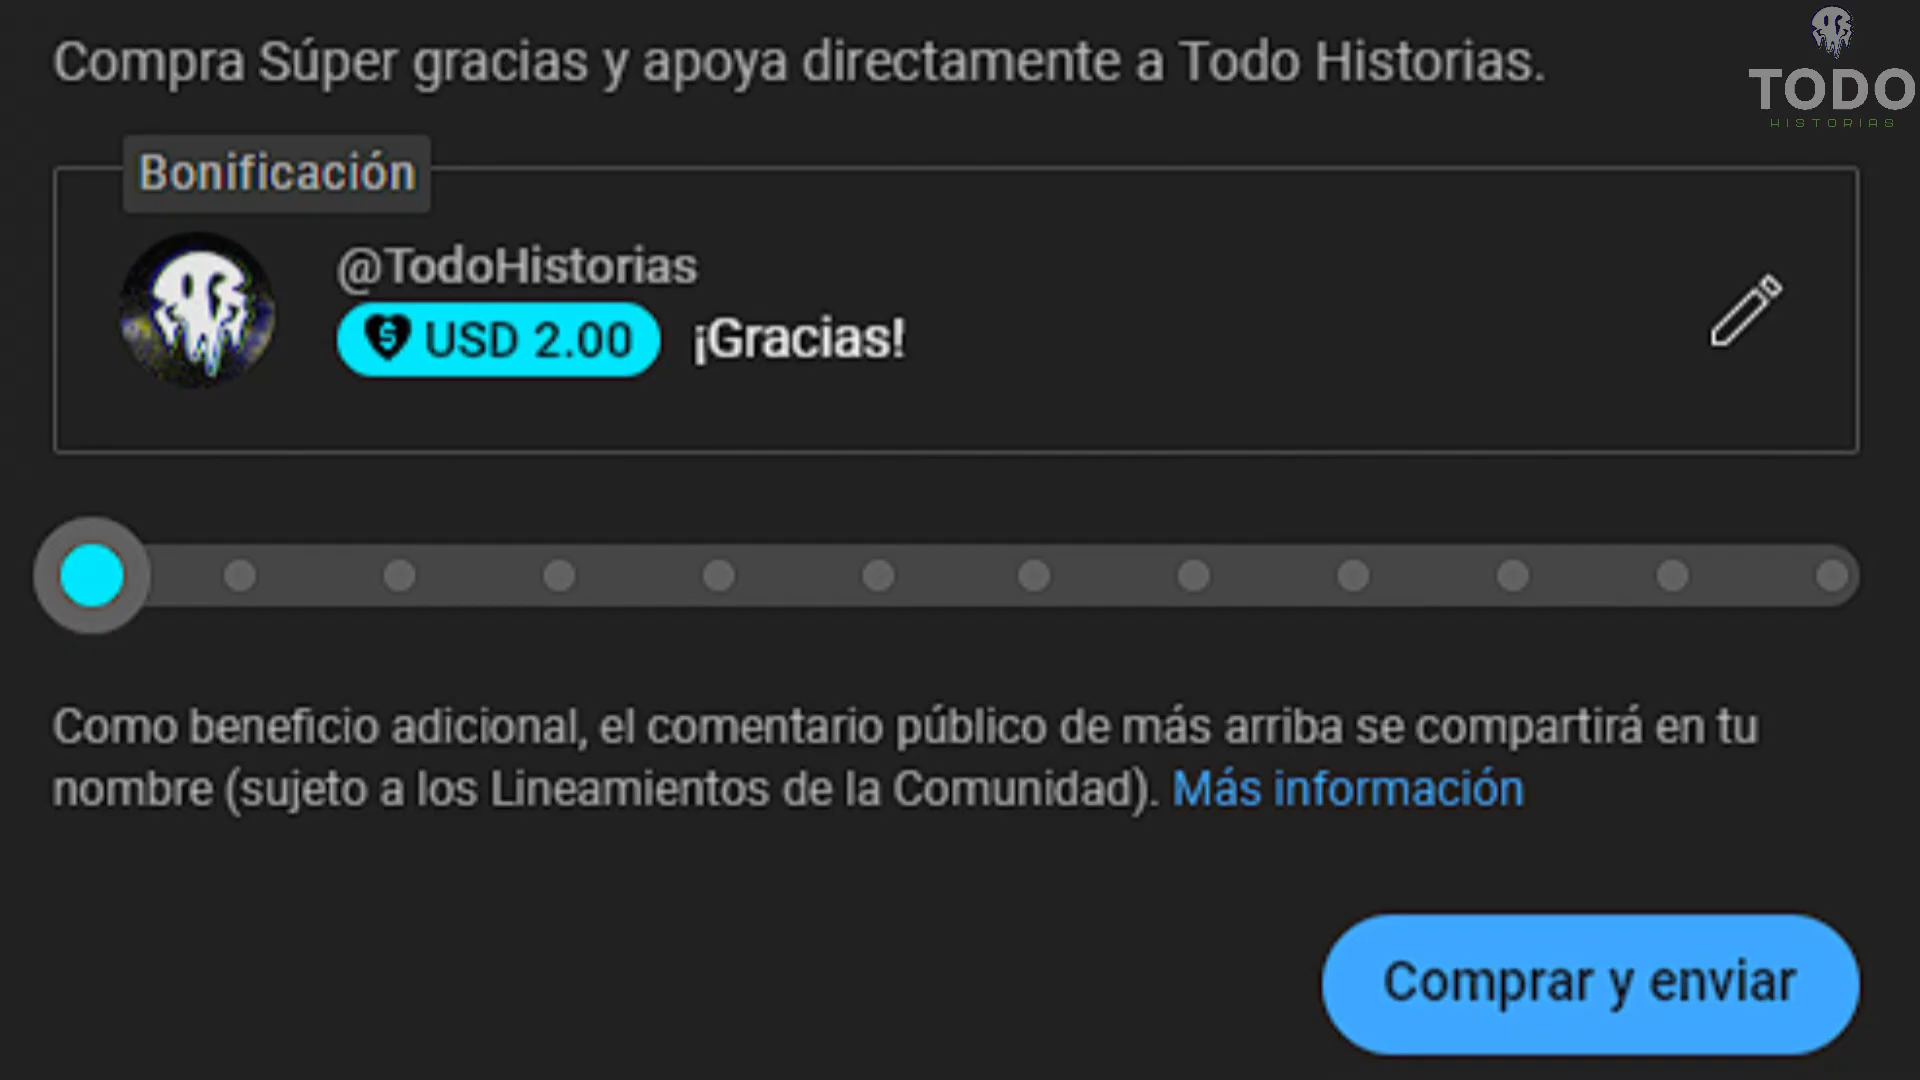 Compra Súper gracias y apoya directamente a Todo Historias.
TODO
HISTORIAS
Bonificación
@TodoHistorias
USD 2.00 ¡Gracias!
Como beneficio adicional, el comentario público de más arriba se compartirá en tu
nombre (sujeto a los Lineamientos de la Comunidad). Más información
Comprar y enviar